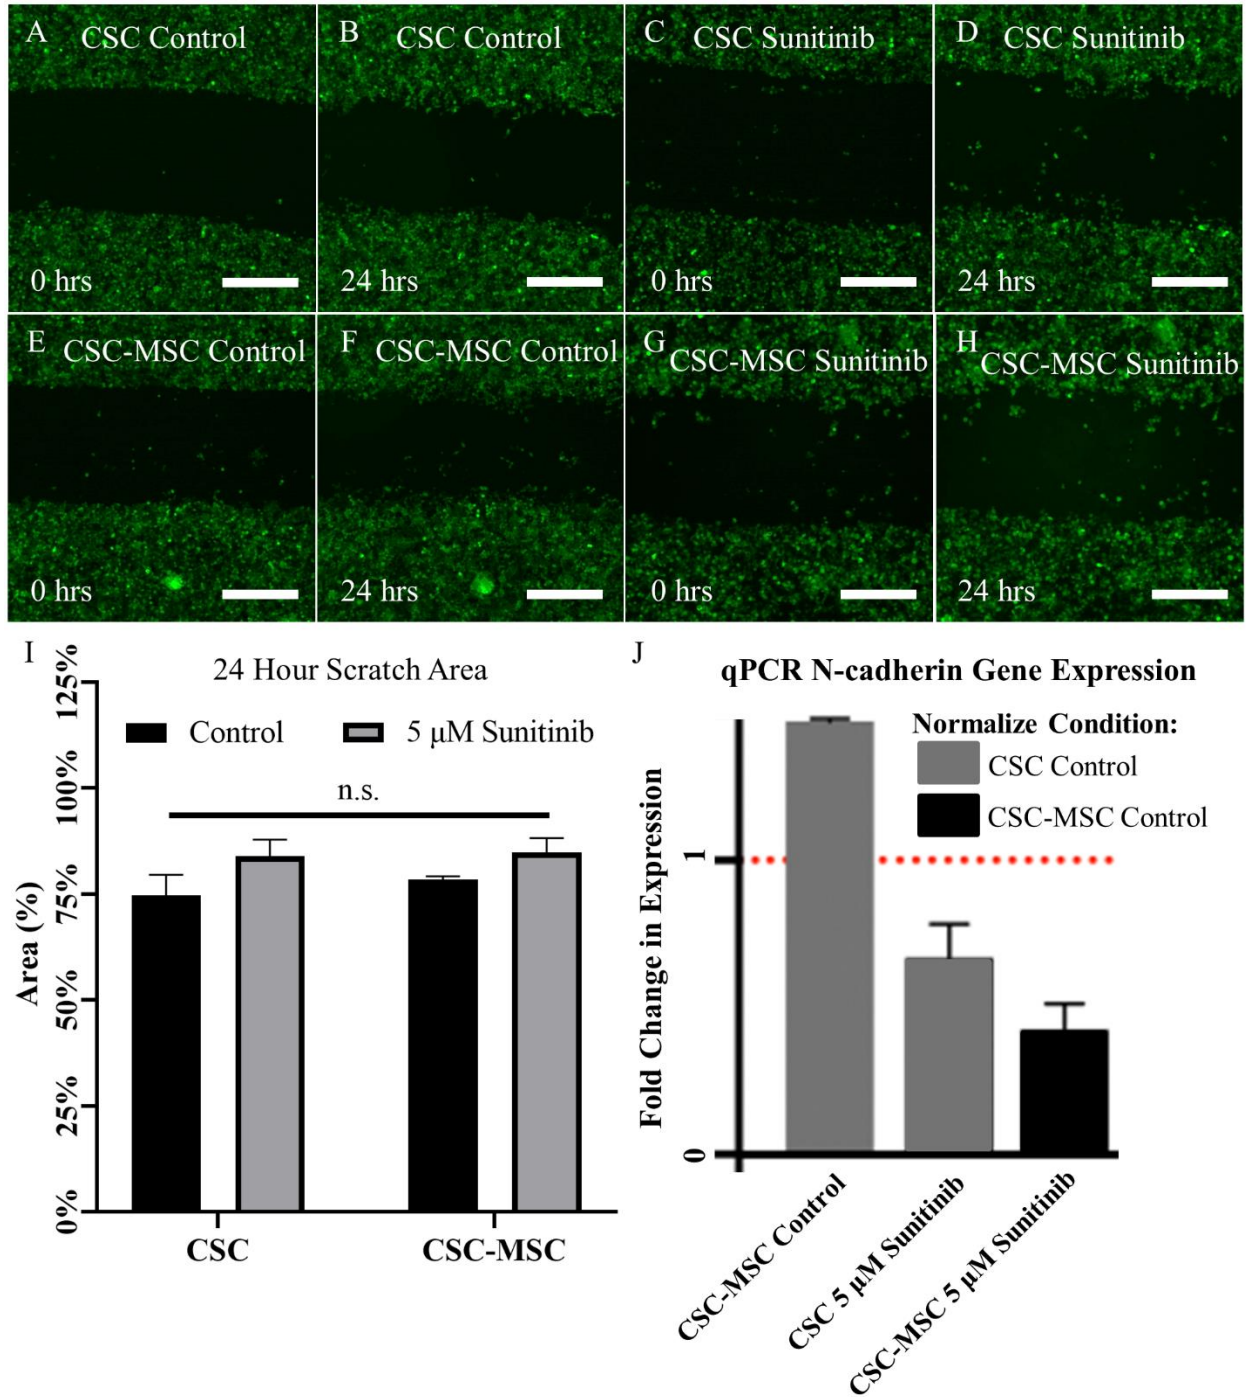 A
CSC Control
B
CSC Control
C
CSC Sunitinib
D
CSC Sunitinib
0 hrs
24 hrs
0 hrs
24 hrs
E
CSC-MSC Control
F
CSC-MSC Control
G
CSC-MSC Sunitinib
H
CSC-MSC Sunitinib
0 hrs
24 hrs
0 hrs
24 hrs
I
24 Hour Scratch Area
Control
5 μM Sunitinib
n.s.
Area (%)
125%
100%
75%
50%
25%
0%
CSC
CSC-MSC
J
qPCR N-cadherin Gene Expression
Normalize Condition:
CSC Control
CSC-MSC Control
Fold Change in Expression
1
0
CSC-MSC Control
CSC 5 μM Sunitinib
CSC-MSC 5 μM Sunitinib